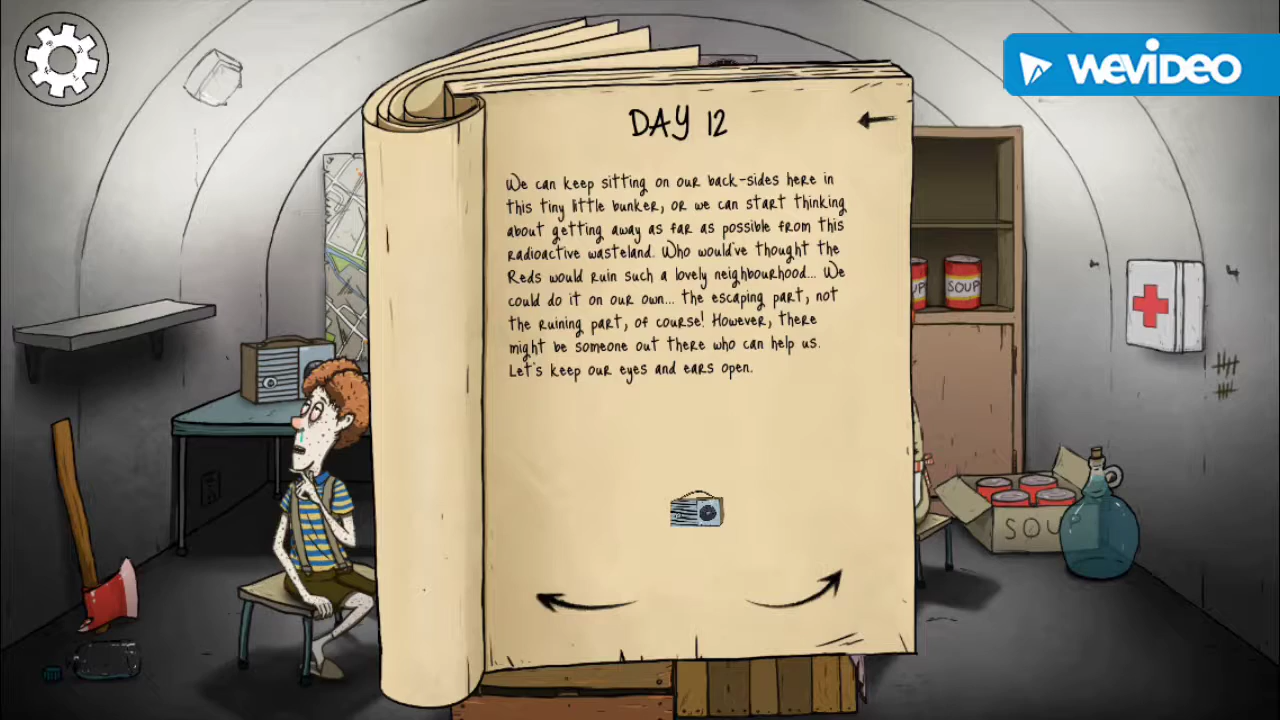 WEVIDEO
DAY 12
We can keep sitting on our back-sides here in
this tiny little bunker, or we can start thinking
about getting away as far as possible from this
radioactive wasteland. Who would've thought the
Reds would ruin such a lovely neighbourhood... We
could do it on our own... the escaping part, not
the ruining part, of course! However, there
might be someone out there who can help us.
Let's keep our eyes and ears open.
UP
SOUP
SOU